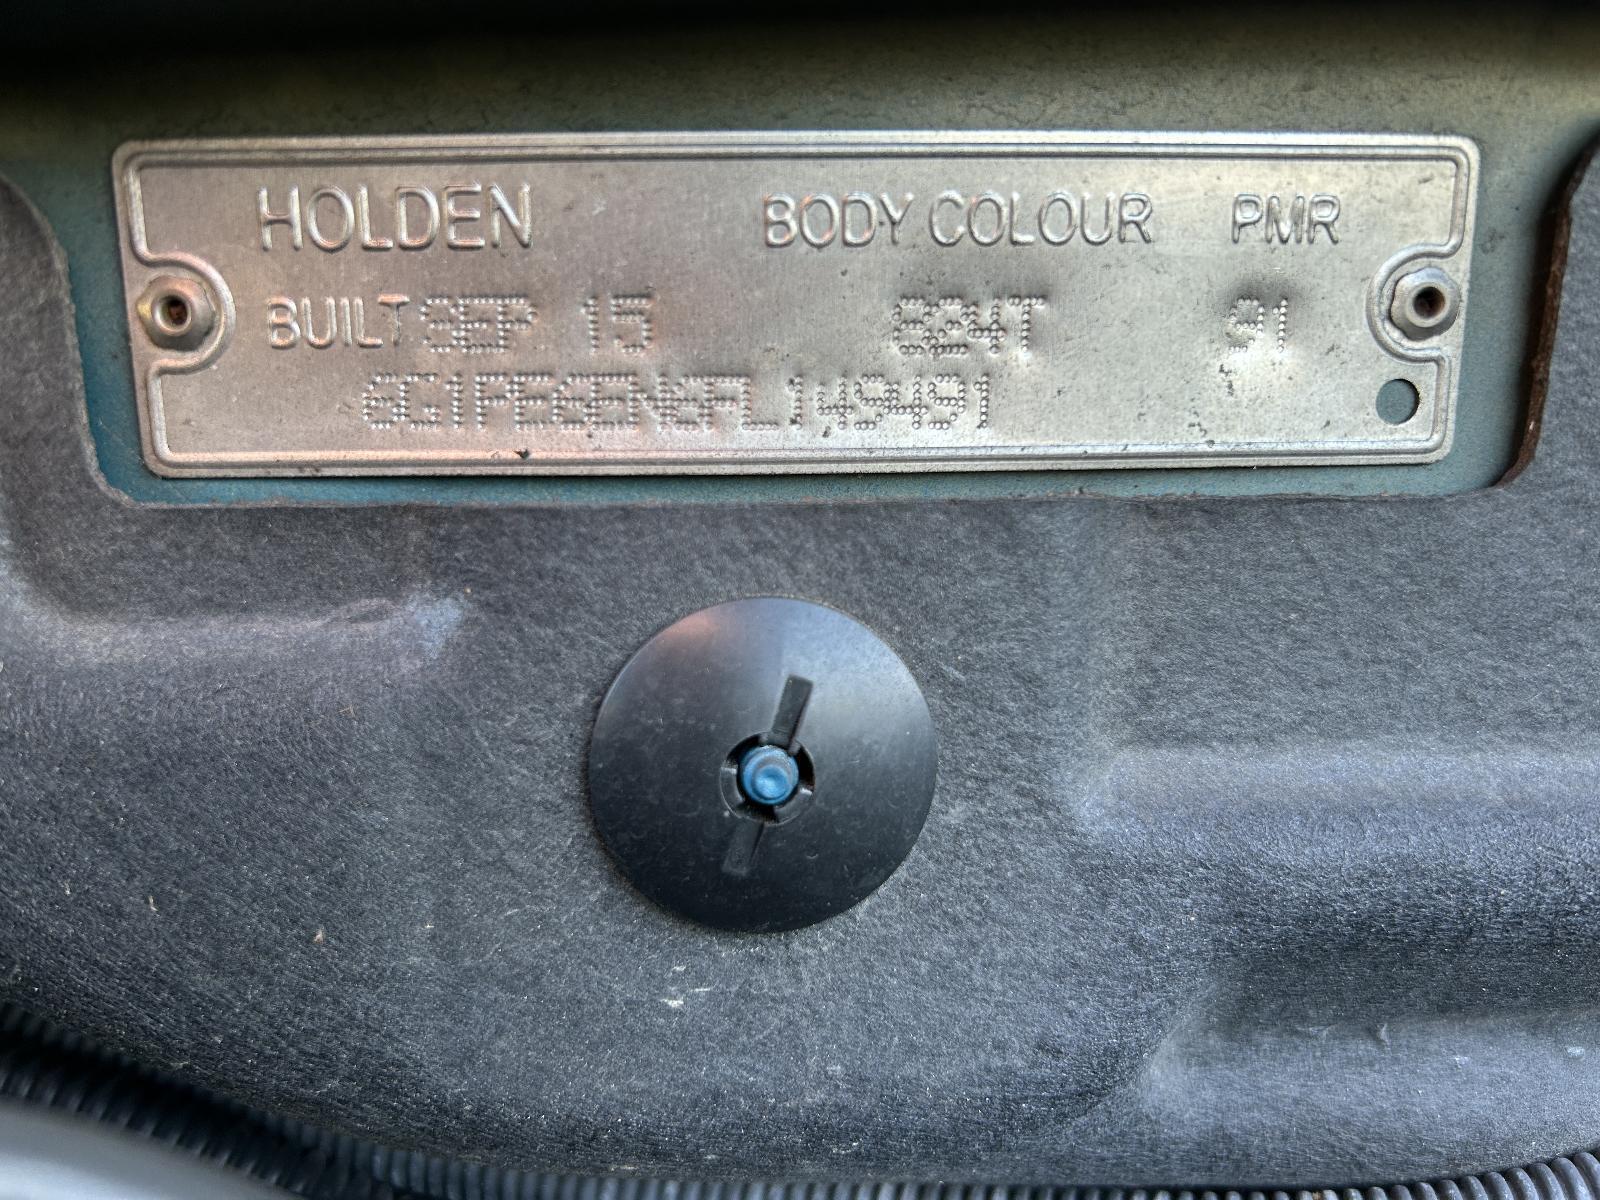 HOLDEN BODY COLOUR PMR
BUILT SEP. 15 824T 91
6G1PE6EN6FL149491